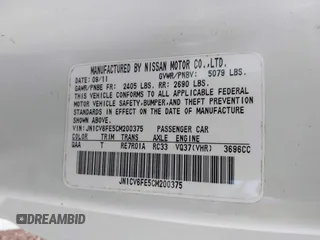 MANUFACTURED BY NISSAN MOTOR CO.,LTD.
DATE: 09/11 GVWR/PNBV: 5079 LBS.
GAWR/PNBE FR: 2405 LBS. RR: 2690 LBS.
THIS VEHICLE CONFORMS TO ALL APPLICABLE FEDERAL
MOTOR VEHICLE SAFETY,BUMPER,AND THEFT PREVENTION
STANDARDS IN EFFECT ON THE DATE OF MANUFACTURE
SHOWN ABOVE.
V.I.N.: JN1CV6FE5CM200375 PASSENGER CAR
COLOR TRIM TRANS AXLE ENGINE
QAA T RE7R01A RC33 VQ37(VHR) 3696CC
JN1CV6FE5CM200375
AUTOBIDMD